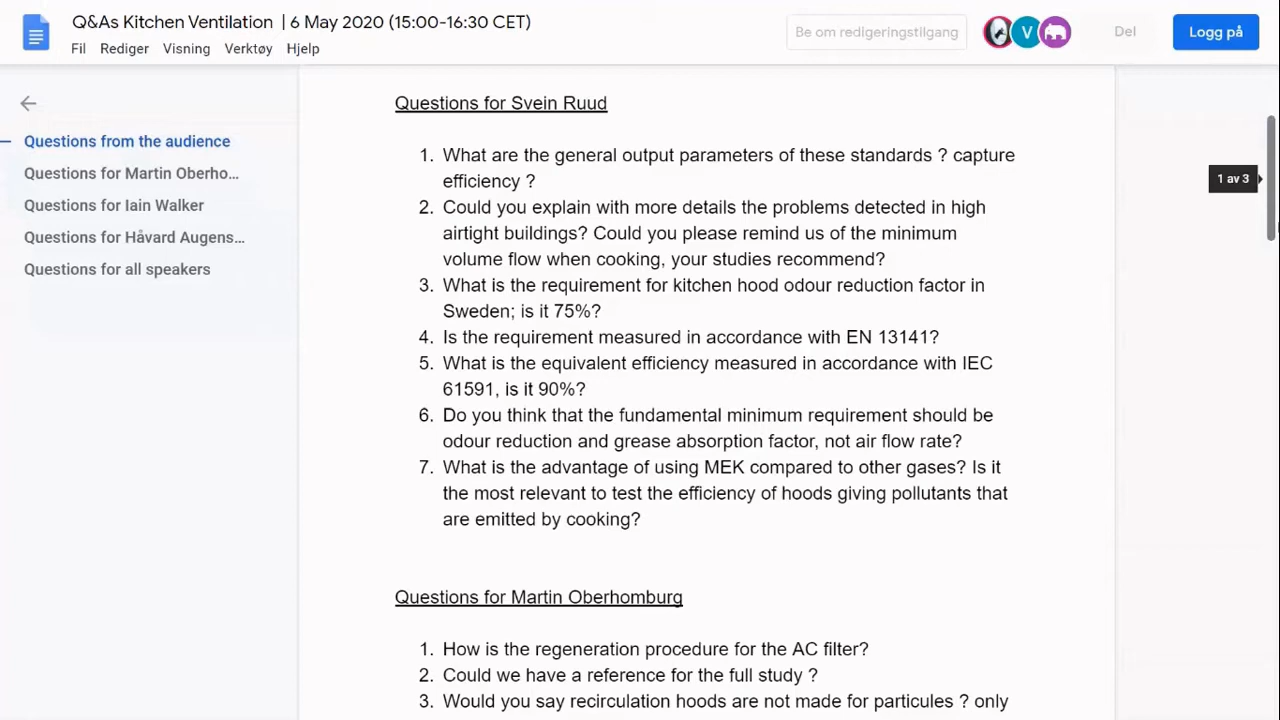 Q&As Kitchen Ventilation | 6 May 2020 (15:00-16:30 CET)
Fil Rediger Visning Verktøy Hjelp
Be om redigeringstilgang
V
Del
Logg på
Questions from the audience
Questions for Martin Oberho...
Questions for Iain Walker
Questions for Håvard Augens...
Questions for all speakers
Questions for Svein Ruud
1. What are the general output parameters of these standards ? capture
efficiency ?
2. Could you explain with more details the problems detected in high
airtight buildings? Could you please remind us of the minimum
volume flow when cooking, your studies recommend?
3. What is the requirement for kitchen hood odour reduction factor in
Sweden; is it 75%?
4. Is the requirement measured in accordance with EN 13141?
5. What is the equivalent efficiency measured in accordance with IEC
61591, is it 90%?
6. Do you think that the fundamental minimum requirement should be
odour reduction and grease absorption factor, not air flow rate?
7. What is the advantage of using MEK compared to other gases? Is it
the most relevant to test the efficiency of hoods giving pollutants that
are emitted by cooking?
Questions for Martin Oberhomburg
1. How is the regeneration procedure for the AC filter?
2. Could we have a reference for the full study ?
3. Would you say recirculation hoods are not made for particules ? only
1 av 3